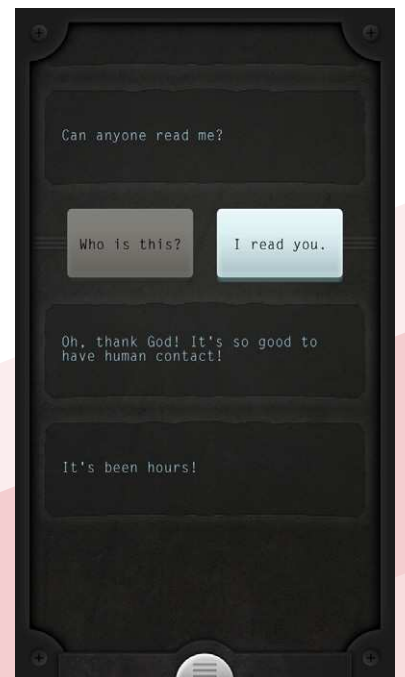 Can anyone read me?
Who is this?
I read you.
Oh, thank God! It's so good to
have human contact!
It's been hours!